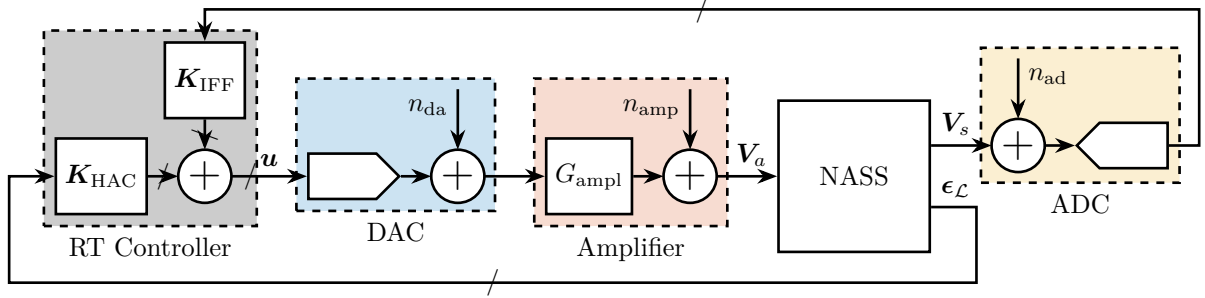 K_IFF
n_da
n_amp
n_ad
K_HAC
+
u
+
G_ampl
+
V_a
NASS
V_s
+
ϵ_ℒ
RT Controller
DAC
Amplifier
ADC